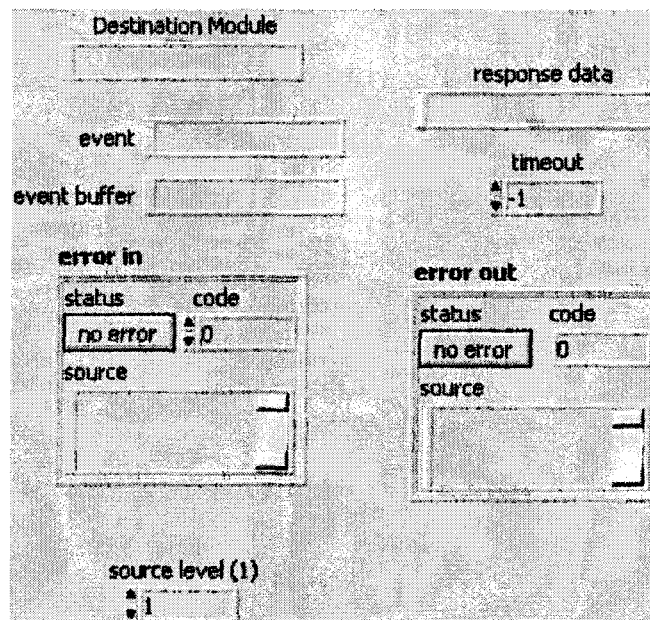 Destination Module
response data
event
timeout
event buffer
-1
error in
error out
status code
no error 0
source
status code
no error 0
source
source level (1)
1